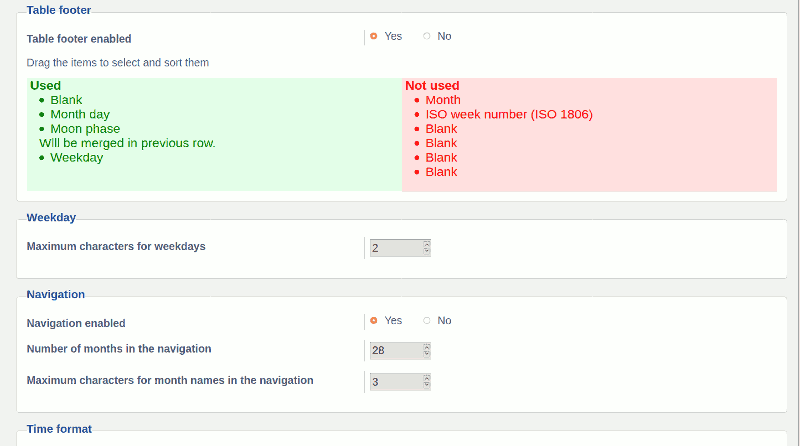 Table footer
Table footer enabled
Yes
No
Drag the items to select and sort them
Used
Blank
Month day
Moon phase
Will be merged in previous row.
Weekday
Not used
Month
ISO week number (ISO 1806)
Blank
Blank
Blank
Blank
Weekday
Maximum characters for weekdays
2
Navigation
Navigation enabled
Yes
No
Number of months in the navigation
28
Maximum characters for month names in the navigation
3
Time format